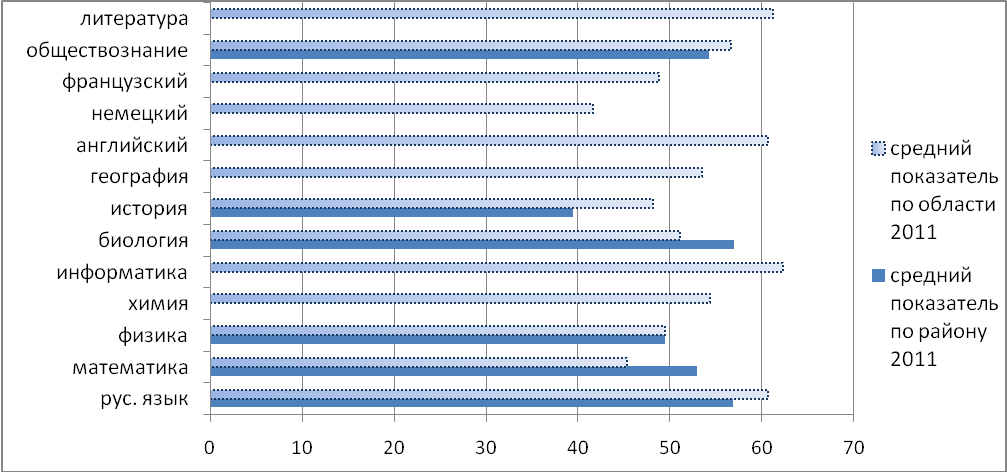 литература
обществознание
французский
немецкий
английский
география
история
биология
информатика
химия
физика
математика
рус. язык
0 10 20 30 40 50 60 70
средний
показатель
по области
2011
средний
показатель
по району
2011